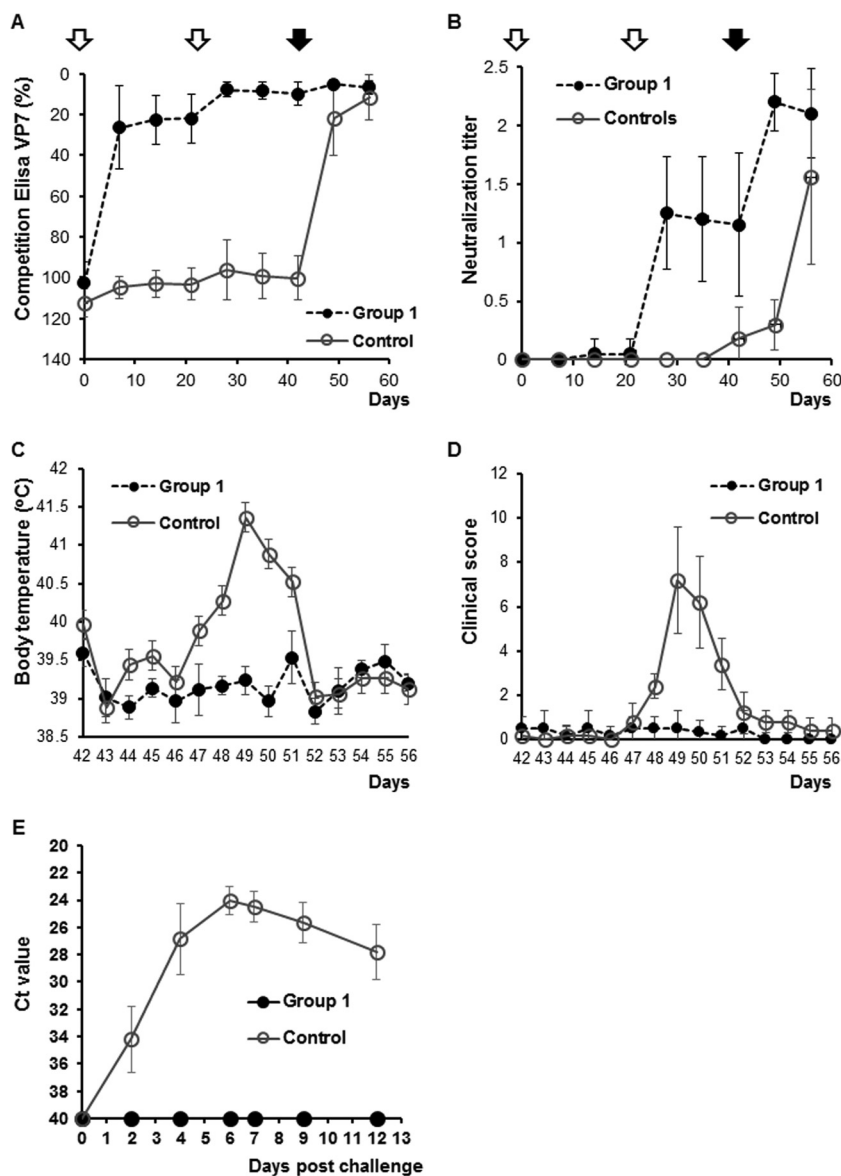 A
Competition Elisa VP7 (%)
0
20
40
60
80
100
120
140
Group 1
Control
0 10 20 30 40 50 60
Days
B
Neutralization titer
2.5
2
1.5
1
0.5
0
Group 1
Controls
0 10 20 30 40 50 60
Days
C
Body temperature (ºC)
42
41.5
41
40.5
40
39.5
39
38.5
Group 1
Control
42 43 44 45 46 47 48 49 50 51 52 53 54 55 56
Days
D
Clinical score
12
10
8
6
4
2
0
Group 1
Control
42 43 44 45 46 47 48 49 50 51 52 53 54 55 56
Days
E
Ct value
20
22
24
26
28
30
32
34
36
38
40
Group 1
Control
0 1 2 3 4 5 6 7 8 9 10 11 12 13
Days post challenge